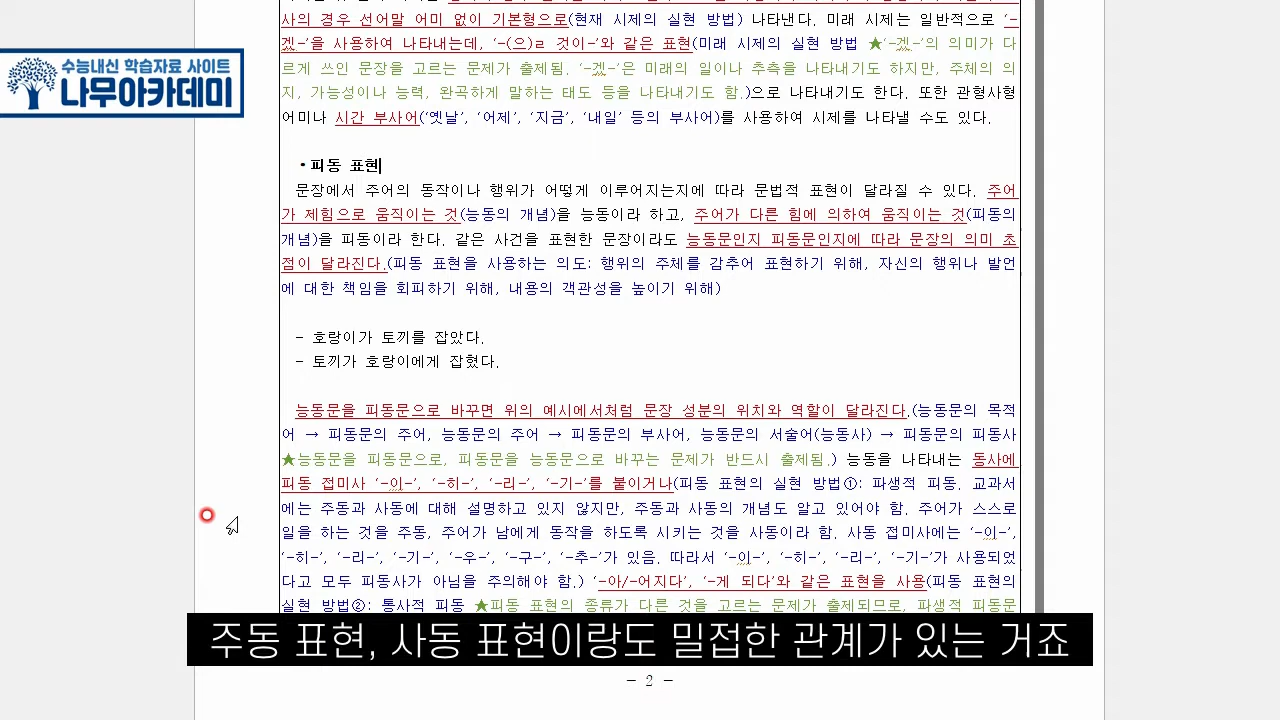 사의 경우 선어말 어미 없이 기본형으로(현재 시제의 실현 방법) 나타낸다. 미래 시제는 일반적으로 ‘-
겠-’을 사용하여 나타내는데, ‘-(으)ㄹ 것이-’와 같은 표현(미래 시제의 실현 방법 ★‘-겠-’의 의미가 다
르게 쓰인 문장을 고르는 문제가 출제됨. ‘-겠-’은 미래의 일이나 추측을 나타내기도 하지만, 주체의 의
지, 가능성이나 능력, 완곡하게 말하는 태도 등을 나타내기도 함.)으로 나타내기도 한다. 또한 관형사형
어미나 시간 부사어(‘옛날’, ‘어제’, ‘지금’, ‘내일’ 등의 부사어)를 사용하여 시제를 나타낼 수도 있다.
수능내신 학습자료 사이트
나무아카데미
•피동 표현
문장에서 주어의 동작이나 행위가 어떻게 이루어지는지에 따라 문법적 표현이 달라질 수 있다. 주어
가 제힘으로 움직이는 것(능동의 개념)을 능동이라 하고, 주어가 다른 힘에 의하여 움직이는 것(피동의
개념)을 피동이라 한다. 같은 사건을 표현한 문장이라도 능동문인지 피동문인지에 따라 문장의 의미 초
점이 달라진다.(피동 표현을 사용하는 의도: 행위의 주체를 감추어 표현하기 위해, 자신의 행위나 발언
에 대한 책임을 회피하기 위해, 내용의 객관성을 높이기 위해)
- 호랑이가 토끼를 잡았다.
- 토끼가 호랑이에게 잡혔다.
능동문을 피동문으로 바꾸면 위의 예시에서처럼 문장 성분의 위치와 역할이 달라진다.(능동문의 목적
어 → 피동문의 주어, 능동문의 주어 → 피동문의 부사어, 능동문의 서술어(능동사) → 피동문의 피동사
★능동문을 피동문으로, 피동문을 능동문으로 바꾸는 문제가 반드시 출제됨.) 능동을 나타내는 동사에
피동 접미사 ‘-이-’, ‘-히-’, ‘-리-’, ‘-기-’를 붙이거나(피동 표현의 실현 방법①: 파생적 피동. 교과서
에는 주동과 사동에 대해 설명하고 있지 않지만, 주동과 사동의 개념도 알고 있어야 함. 주어가 스스로
일을 하는 것을 주동, 주어가 남에게 동작을 하도록 시키는 것을 사동이라 함. 사동 접미사에는 ‘-이-’,
‘-히-’, ‘-리-’, ‘-기-’, ‘-우-’, ‘-구-’, ‘-추-’가 있음. 따라서 ‘-이-’, ‘-히-’, ‘-리-’, ‘-기-’가 사용되었
다고 모두 피동사가 아님을 주의해야 함.) ‘-아/-어지다’, ‘-게 되다’와 같은 표현을 사용(피동 표현의
실현 방법②: 통사적 피동 ★피동 표현의 종류가 다른 것을 고르는 문제가 출제되므로, 파생적 피동문
주동 표현, 사동 표현이랑도 밀접한 관계가 있는 거죠
- 2 -